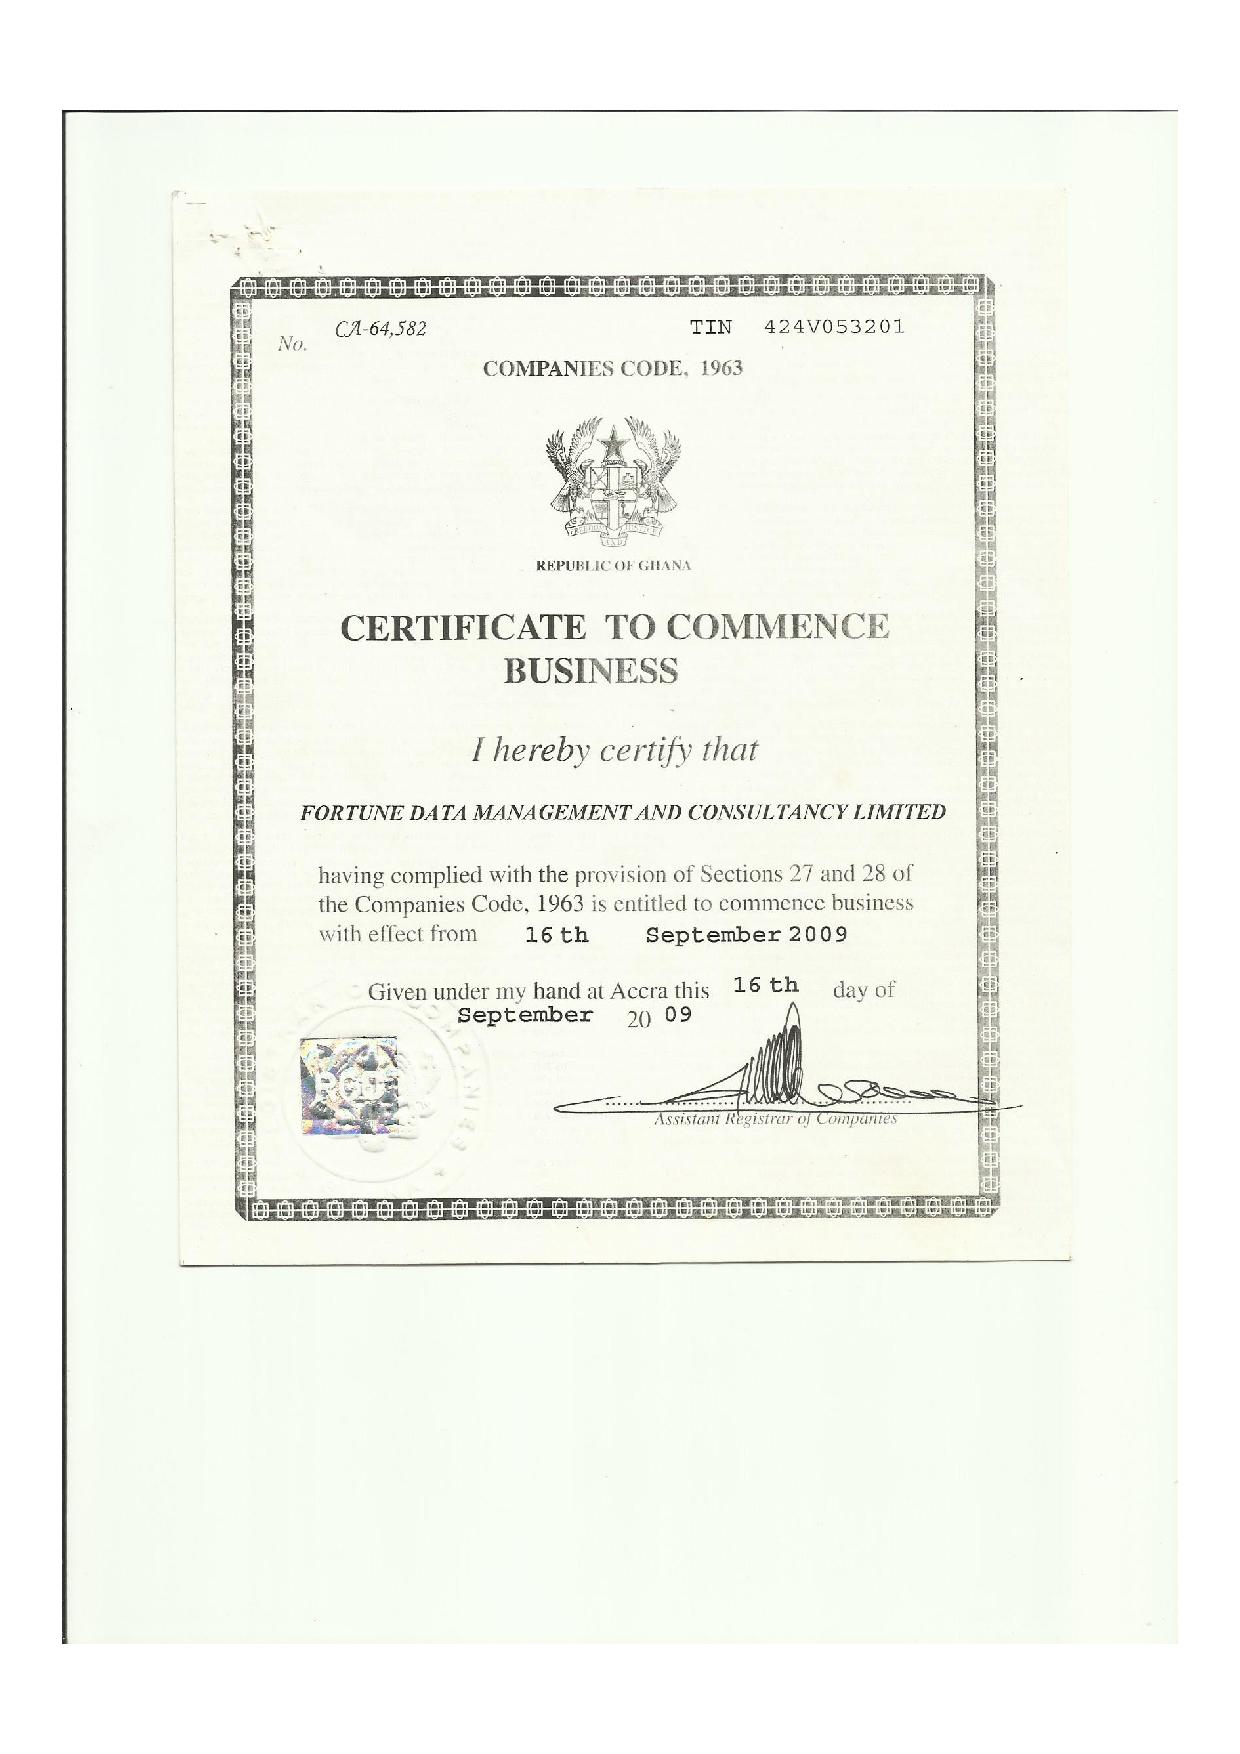 No. CA-64,582 TIN 424V053201
COMPANIES CODE, 1963
REPUBLIC OF GHANA
CERTIFICATE TO COMMENCE
BUSINESS
I hereby certify that
FORTUNE DATA MANAGEMENT AND CONSULTANCY LIMITED
having complied with the provision of Sections 27 and 28 of
the Companies Code, 1963 is entitled to commence business
with effect from 16 th September 2009
Given under my hand at Accra this 16 th day of
September 20 09
Assistant Registrar of Companies